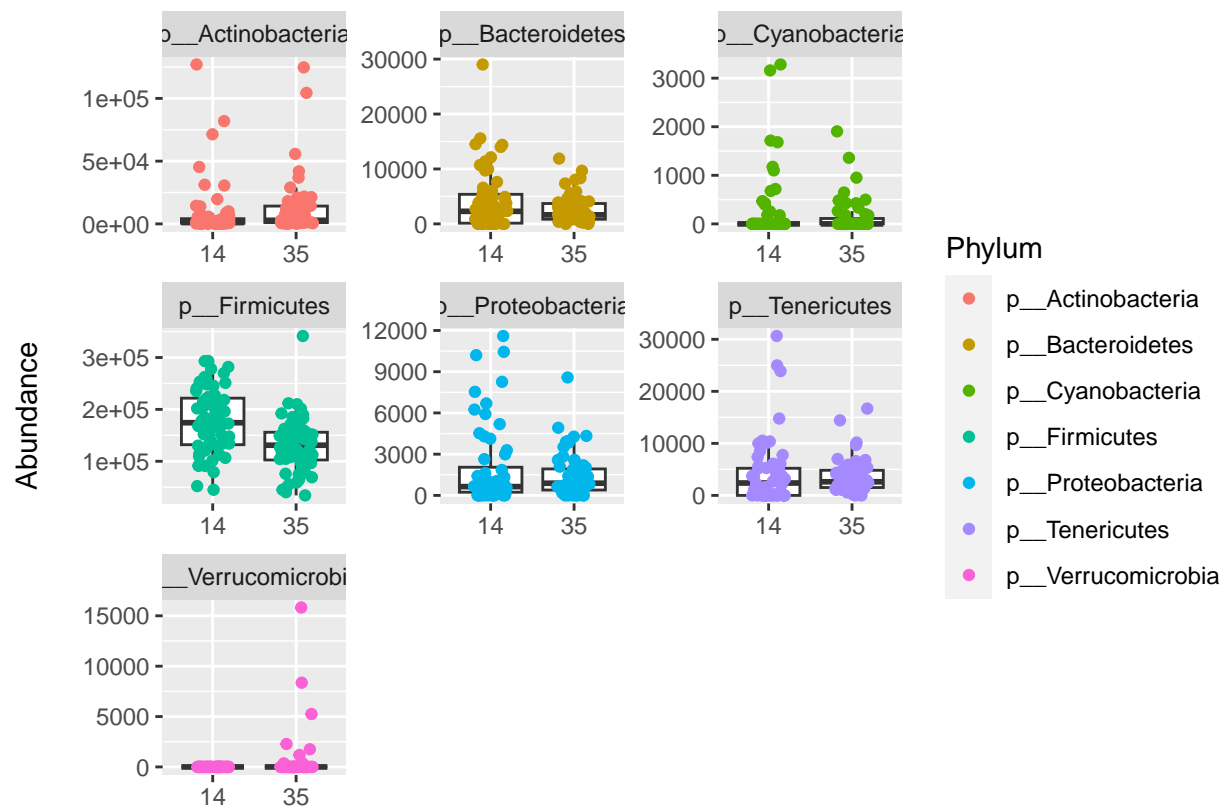 p__Actinobacteria
p__Bacteroidetes
p__Cyanobacteria
1e+05
5e+04
0e+00
14
35
30000
20000
10000
0
14
35
3000
2000
1000
0
14
35
p__Firmicutes
p__Proteobacteria
p__Tenericutes
3e+05
2e+05
1e+05
14
35
12000
9000
6000
3000
0
14
35
30000
20000
10000
0
14
35
__Verrucomicrobi
15000
10000
5000
0
14
35
Abundance
Phylum
p__Actinobacteria
p__Bacteroidetes
p__Cyanobacteria
p__Firmicutes
p__Proteobacteria
p__Tenericutes
p__Verrucomicrobia